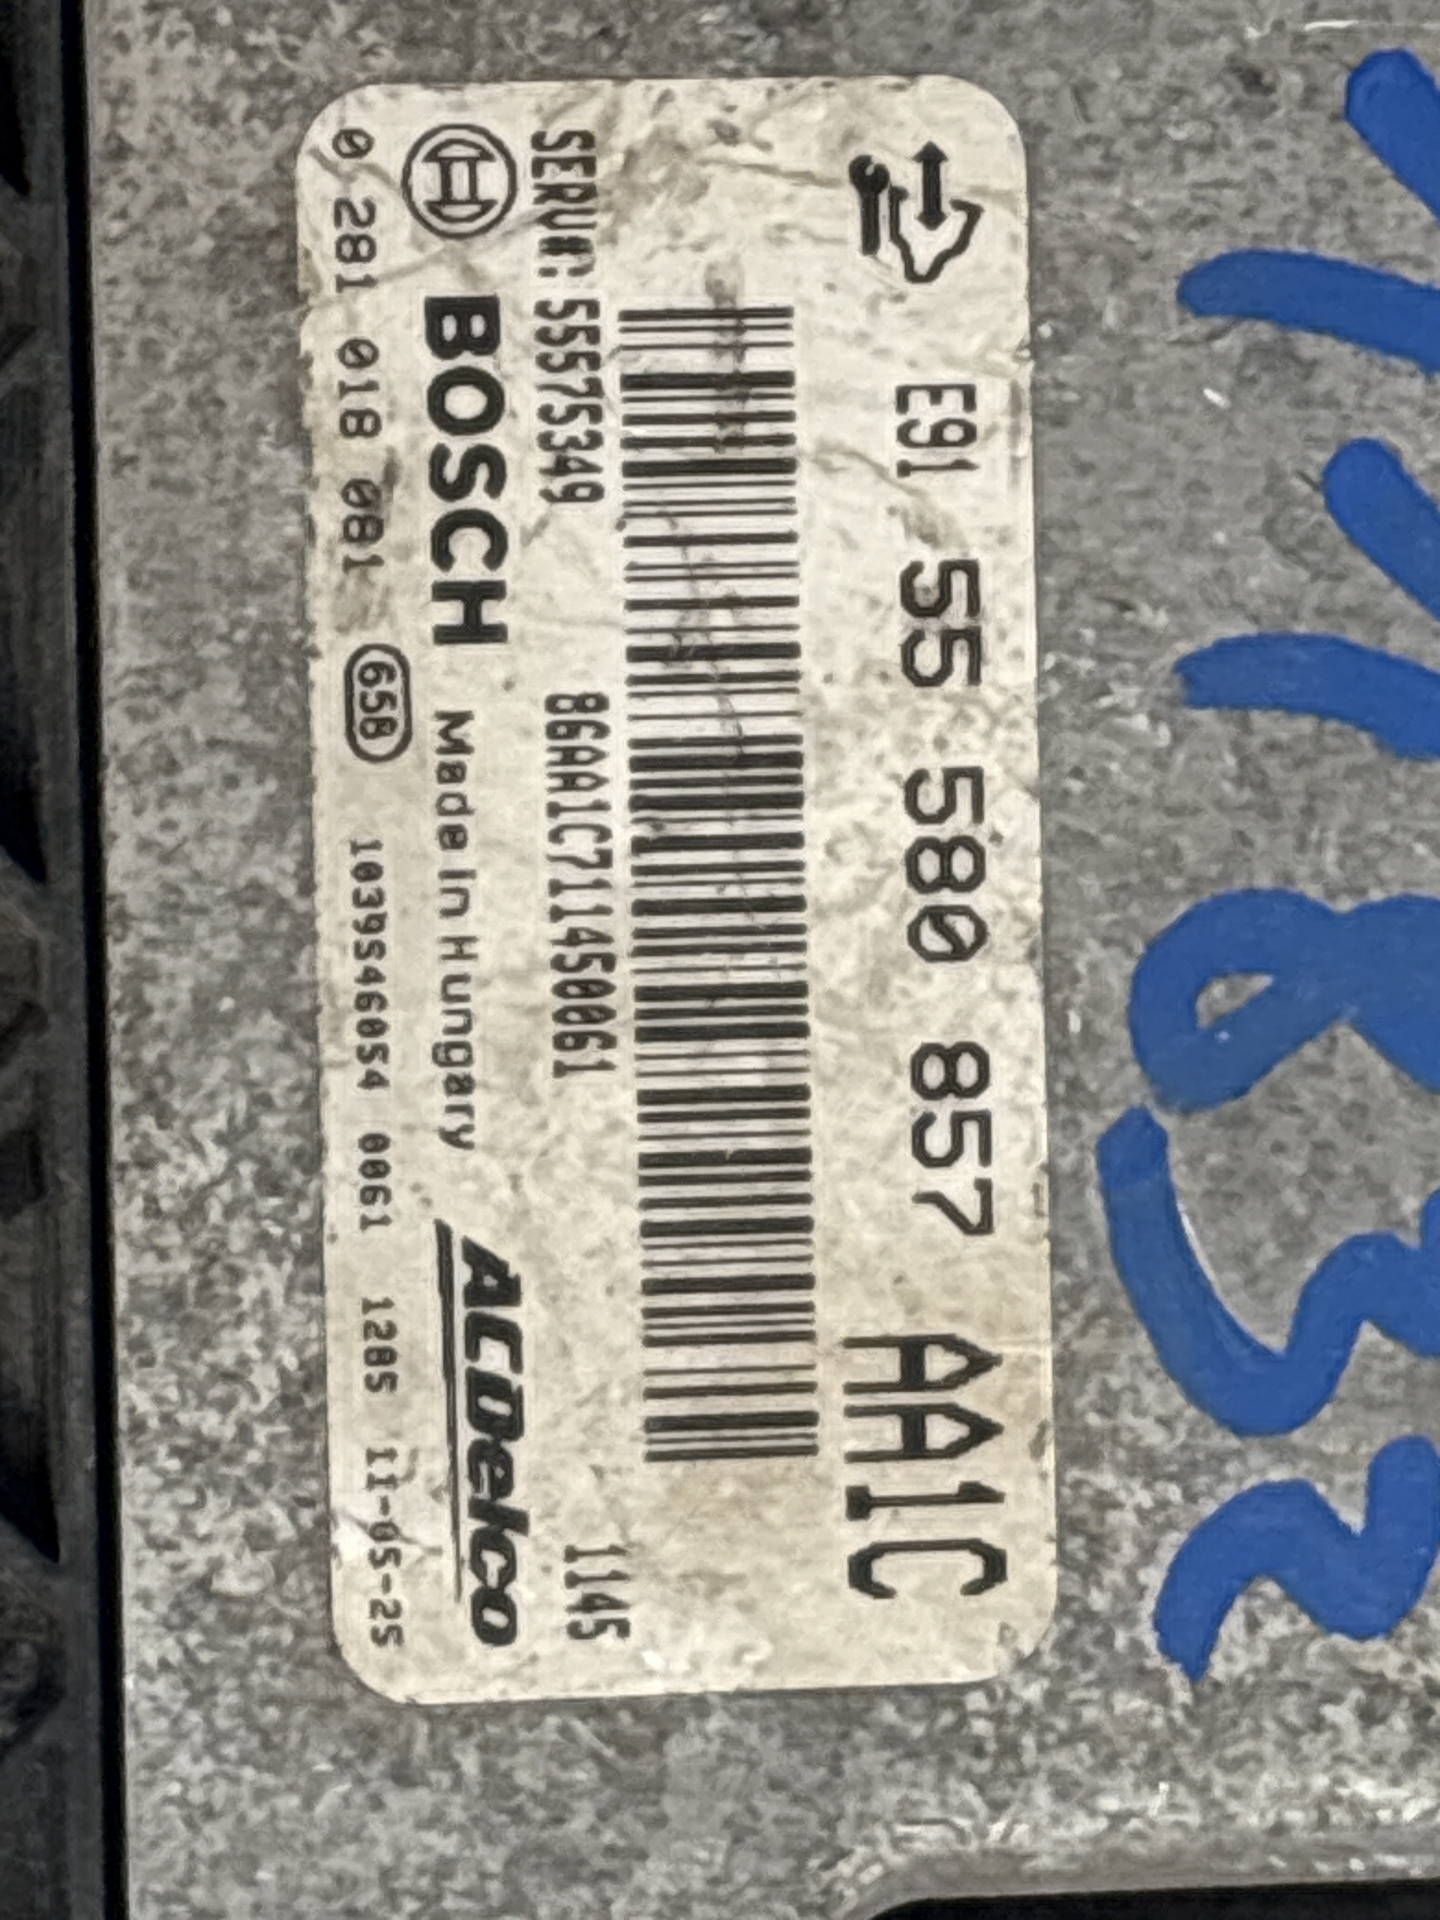 E91 55 580 857 AA1C
SERV#: 55575349 86AA1C711450061 1145
BOSCH Made in Hungary ACDelco
0 281 018 081 658 1039S46054 0061 1285 11-05-25